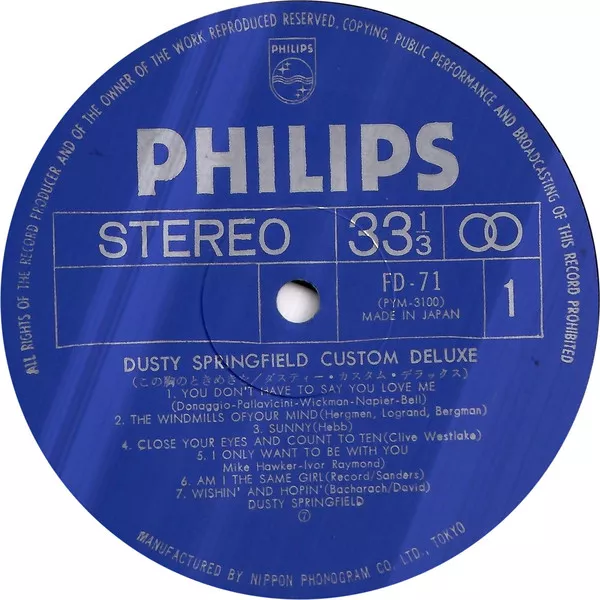 ALL RIGHTS OF THE RECORD PRODUCER AND OF THE OWNER OF THE WORK REPRODUCED RESERVED. COPYING, PUBLIC PERFORMANCE AND BROADCASTING OF THIS RECORD PROHIBITED
PHILIPS
PHILIPS
STEREO 33 1/3
FD-71
(PYM-3100)
MADE IN JAPAN
1
DUSTY SPRINGFIELD CUSTOM DELUXE
(この胸のときめきを/ダスティー・カスタム・デラックス)
1. YOU DON'T HAVE TO SAY YOU LOVE ME
(Donaggio-Pallavicini-Wickman-Napier-Bell)
2. THE WINDMILLS OFYOUR MIND(Hergmen, Logrand, Bergman)
3. SUNNY(Hebb)
4. CLOSE YOUR EYES AND COUNT TO TEN(Clive Westlake)
5. I ONLY WANT TO BE WITH YOU
Mike Hawker-Ivor Raymond)
6. AM I THE SAME GIRL(Record/Sanders)
7. WISHIN' AND HOPIN'(Bacharach/David)
DUSTY SPRINGFIELD
⑦
MANUFACTURED BY NIPPON PHONOGRAM CO. LTD., TOKYO